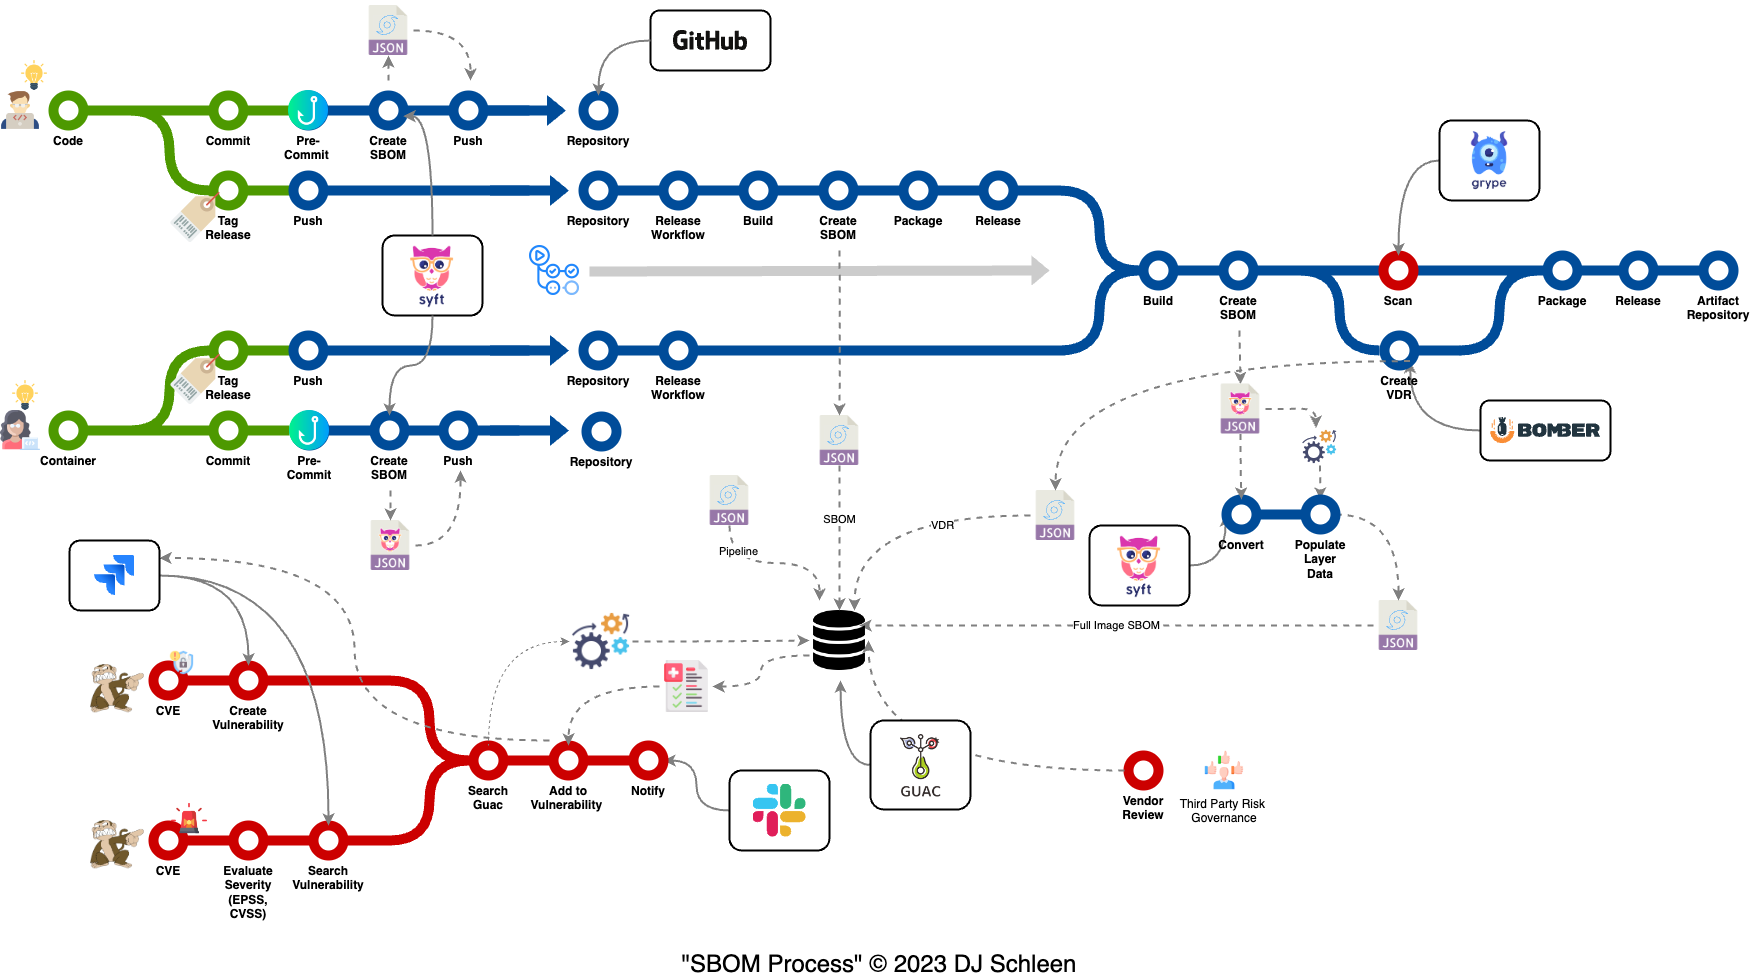 JSON
GitHub
Code
Commit
Pre-
Commit
Create
SBOM
Push
Repository
grype
Tag
Release
Push
Repository
Release
Workflow
Build
Create
SBOM
Package
Release
syft
Build
Create
SBOM
Scan
Package
Release
Artifact
Repository
Tag
Release
Push
Repository
Release
Workflow
Create
VDR
JSON
BOMBER
Container
Commit
Pre-
Commit
Create
SBOM
Push
Repository
JSON
JSON
Pipeline
SBOM
VDR
JSON
Convert
Populate
Layer
Data
JSON
syft
Full Image SBOM
JSON
CVE
Create
Vulnerability
Search
Guac
Add to
Vulnerability
Notify
GUAC
Vendor
Review
Third Party Risk
Governance
CVE
Evaluate
Severity
(EPSS,
CVSS)
Search
Vulnerability
"SBOM Process" © 2023 DJ Schleen